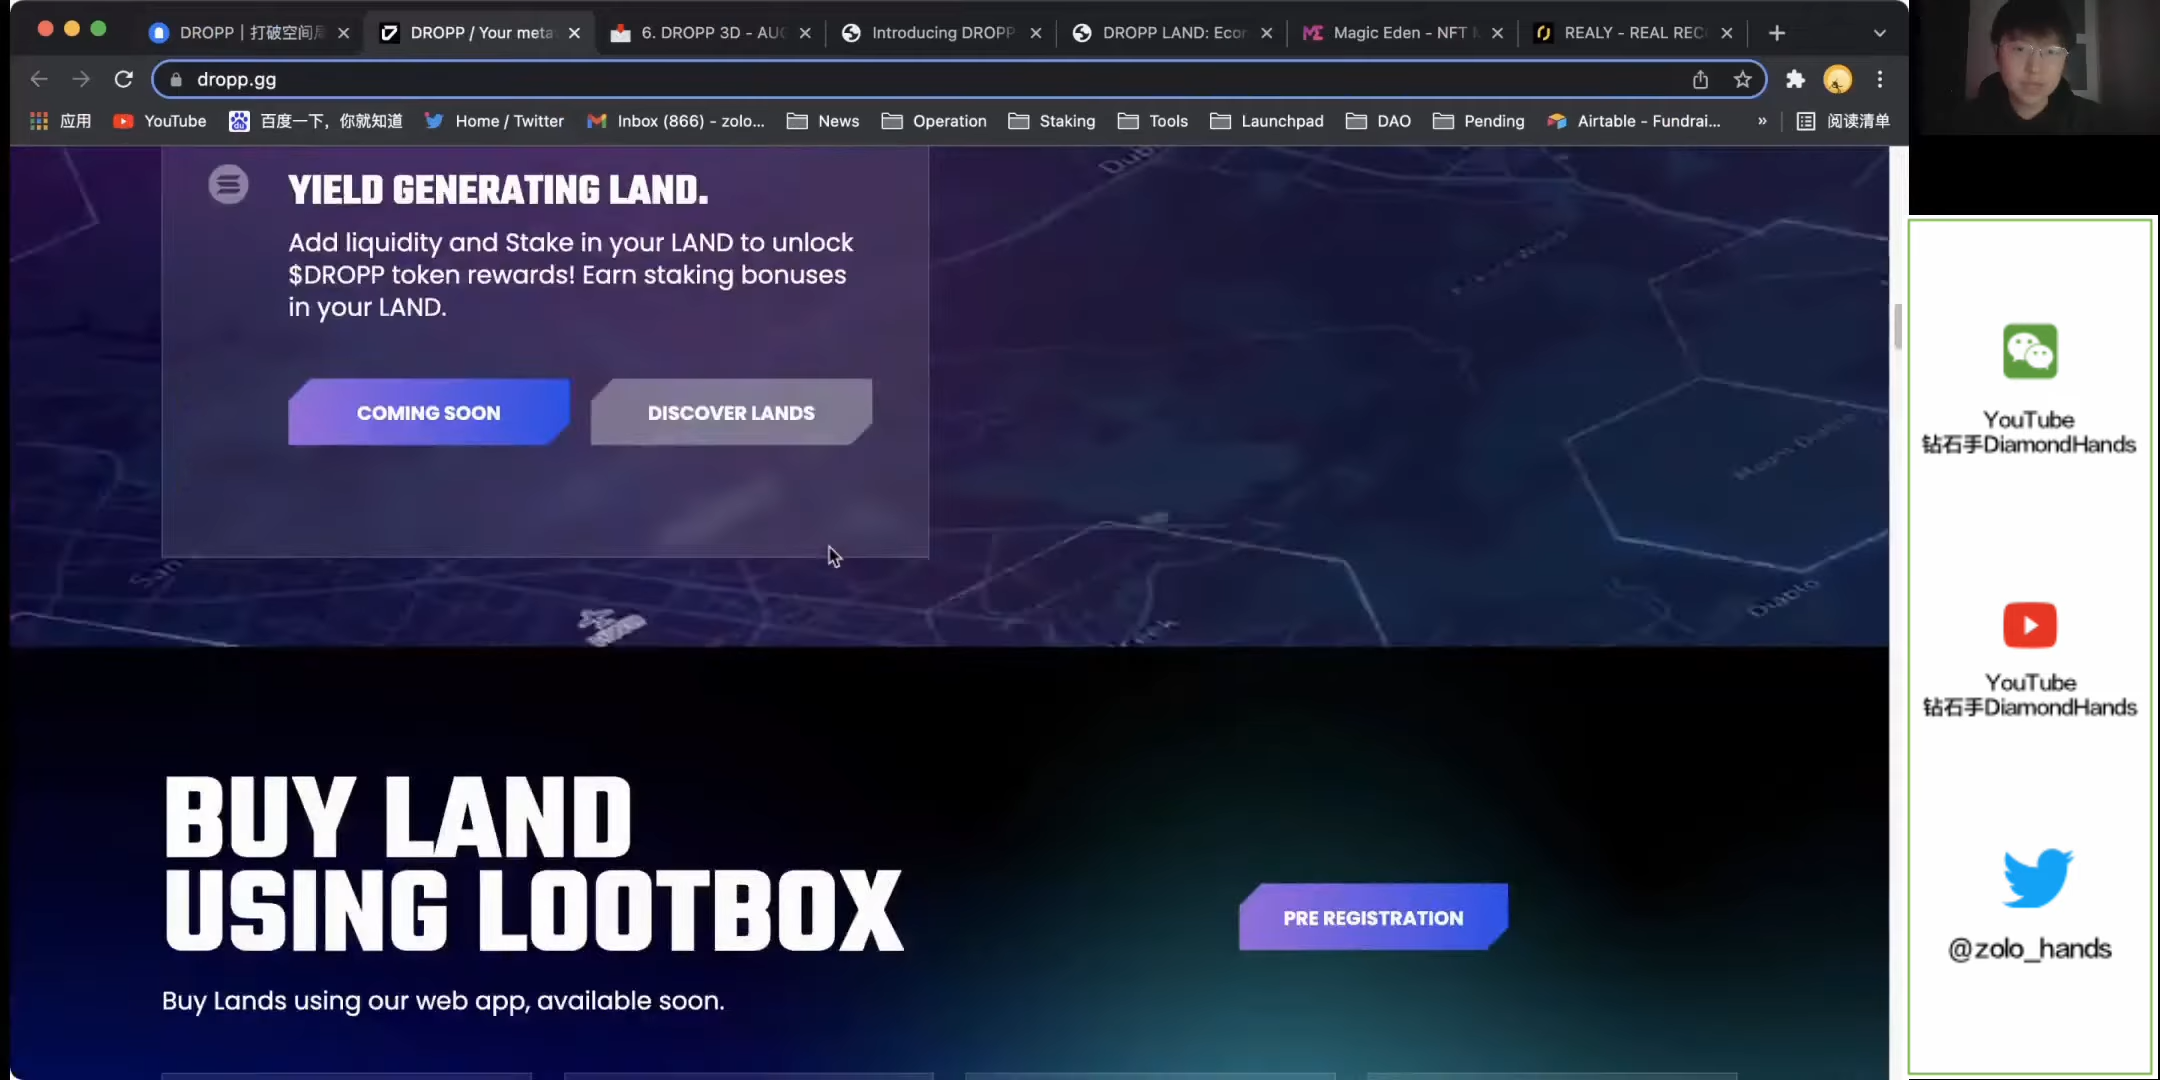 DROPP | 打破空间
DROPP / Your meta
6. DROPP 3D - AUG
Introducing DROPP
DROPP LAND: Econ
Magic Eden - NFT
REALY - REAL REC
dropp.gg
应用
YouTube
百度一下，你就知道
Home / Twitter
Inbox (866) - zolo...
News
Operation
Staking
Tools
Launchpad
DAO
Pending
Airtable - Fundrai...
»
阅读清单
YIELD GENERATING LAND.
Add liquidity and Stake in your LAND to unlock
$DROPP token rewards! Earn staking bonuses
in your LAND.
COMING SOON
DISCOVER LANDS
Diablo
BUY LAND
USING LOOTBOX
PRE REGISTRATION
Buy Lands using our web app, available soon.
YouTube
钻石手DiamondHands
YouTube
钻石手DiamondHands
@zolo_hands